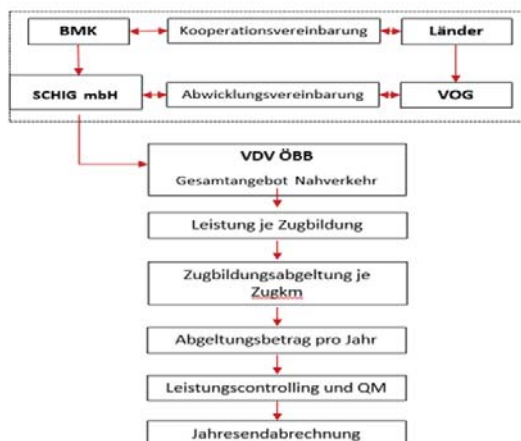 BMK
Kooperationsvereinbarung
Länder
SCHIG mbH
Abwicklungsvereinbarung
VOG
VDV ÖBB
Gesamtangebot Nahverkehr
Leistung je Zugbildung
Zugbildungsabgeltung je
Zugkm
Abgeltungsbetrag pro Jahr
Leistungscontrolling und QM
Jahresendabrechnung